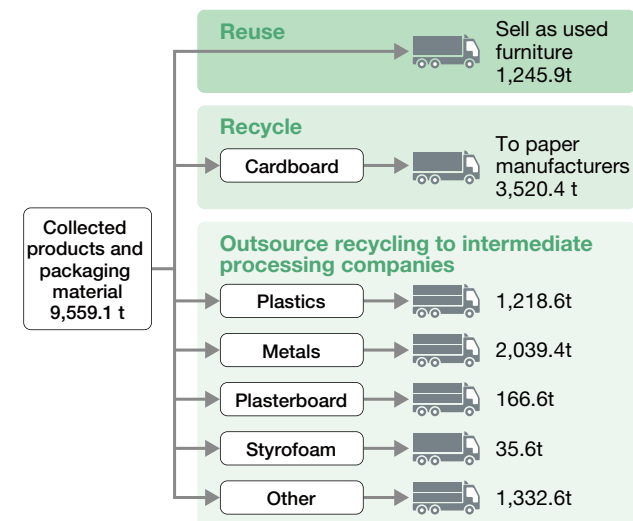 Reuse
Sell as used
furniture
1,245.9t
Recycle
Cardboard
To paper
manufacturers
3,520.4 t
Collected
products and
packaging
material
9,559.1 t
Outsource recycling to intermediate
processing companies
Plastics
1,218.6t
Metals
2,039.4t
Plasterboard
166.6t
Styrofoam
35.6t
Other
1,332.6t